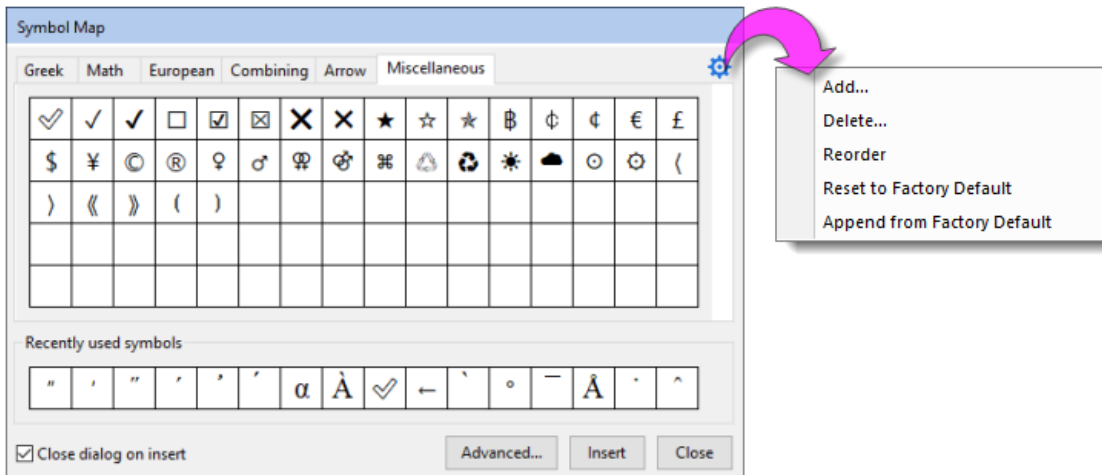 Symbol Map
Greek Math European Combining Arrow Miscellaneous
✓ ✓ ✔ ☐ ☑ ☒ ✕ ✕ ★ ☆ ✯ ฿ ₵ ¢ € £
$ ¥ © ® ♀ ♂ ⚢ ⚣ ⌘ ♺ ♻ ☀ ☁ ⊙ ⛭ ⟨
⟩ ⟪ ⟫ ( )
Recently used symbols
α À ✓ ← ` ° ¯ Å ˙ ^
Close dialog on insert
Advanced... Insert Close
Add...
Delete...
Reorder
Reset to Factory Default
Append from Factory Default